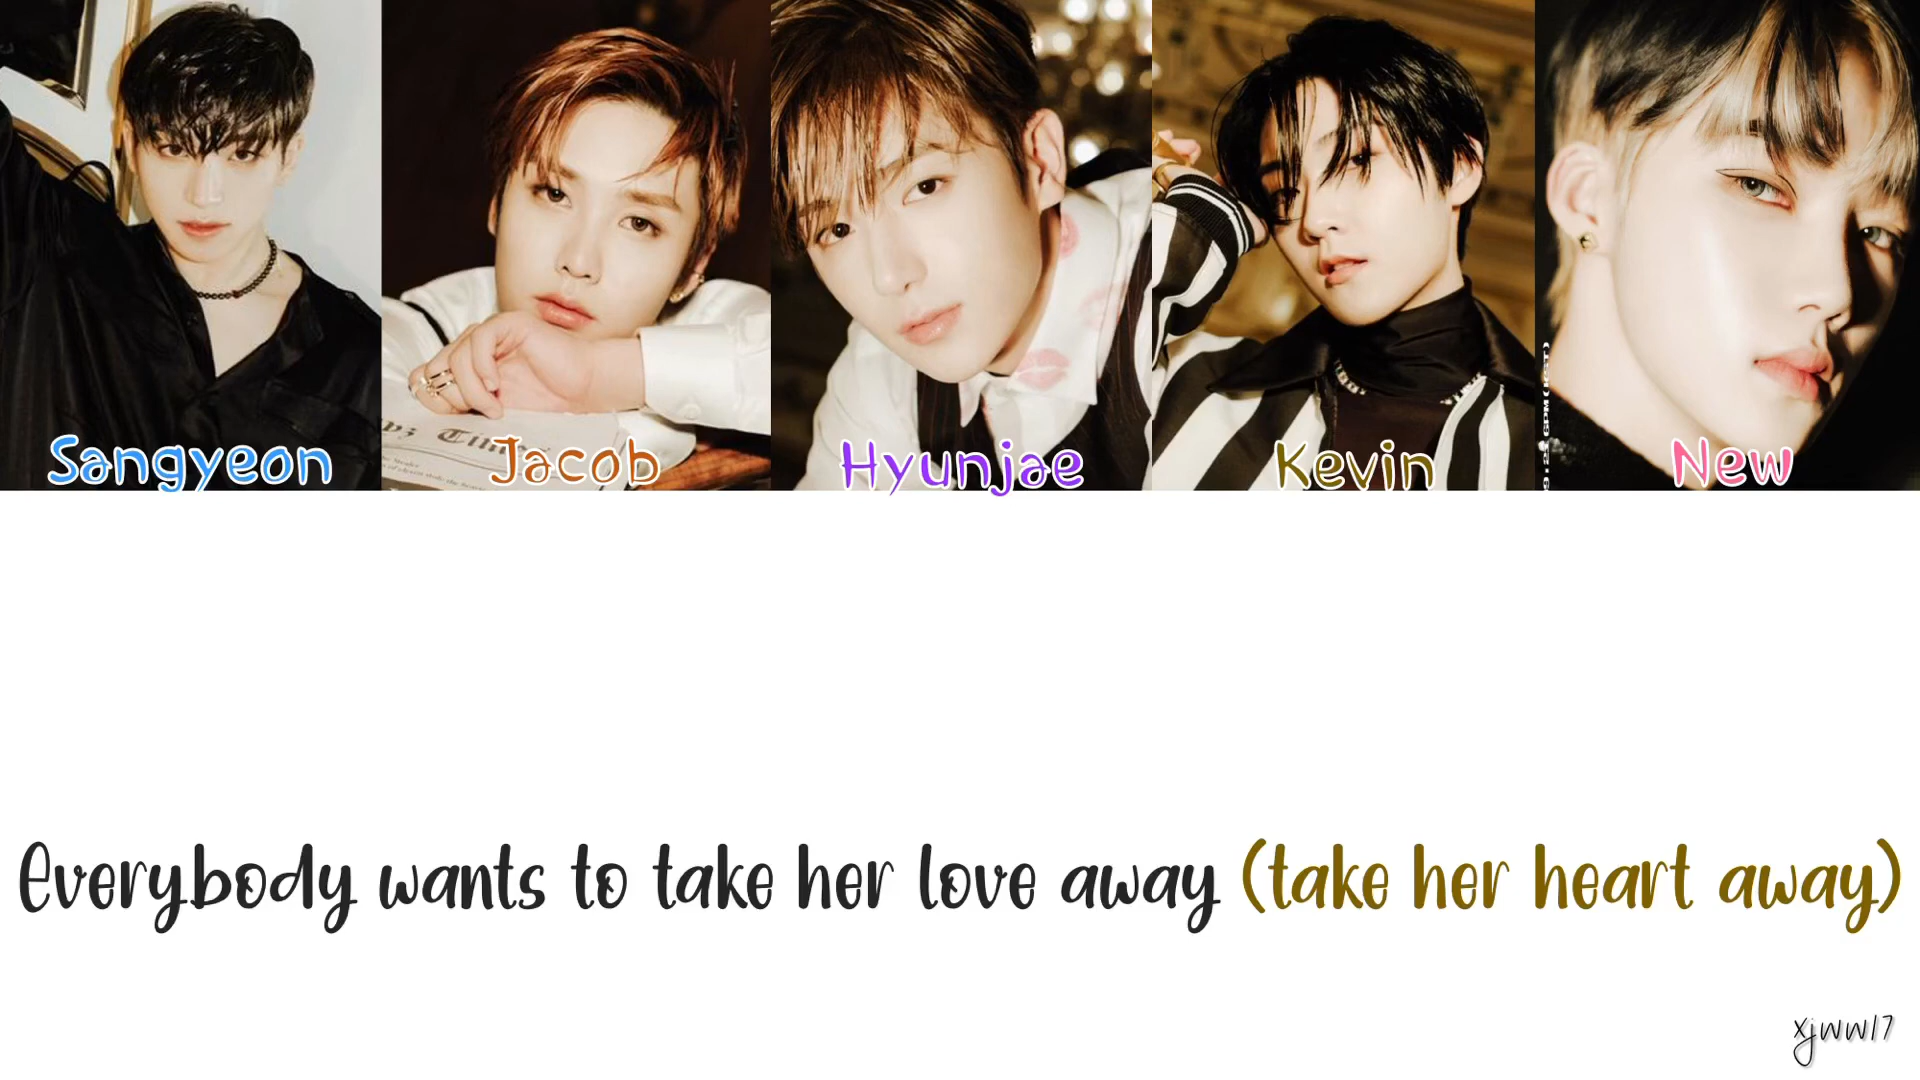 Sangyeon
Jacob
Hyunjae
Kevin
New
Everybody wants to take her love away (take her heart away)
xjww17